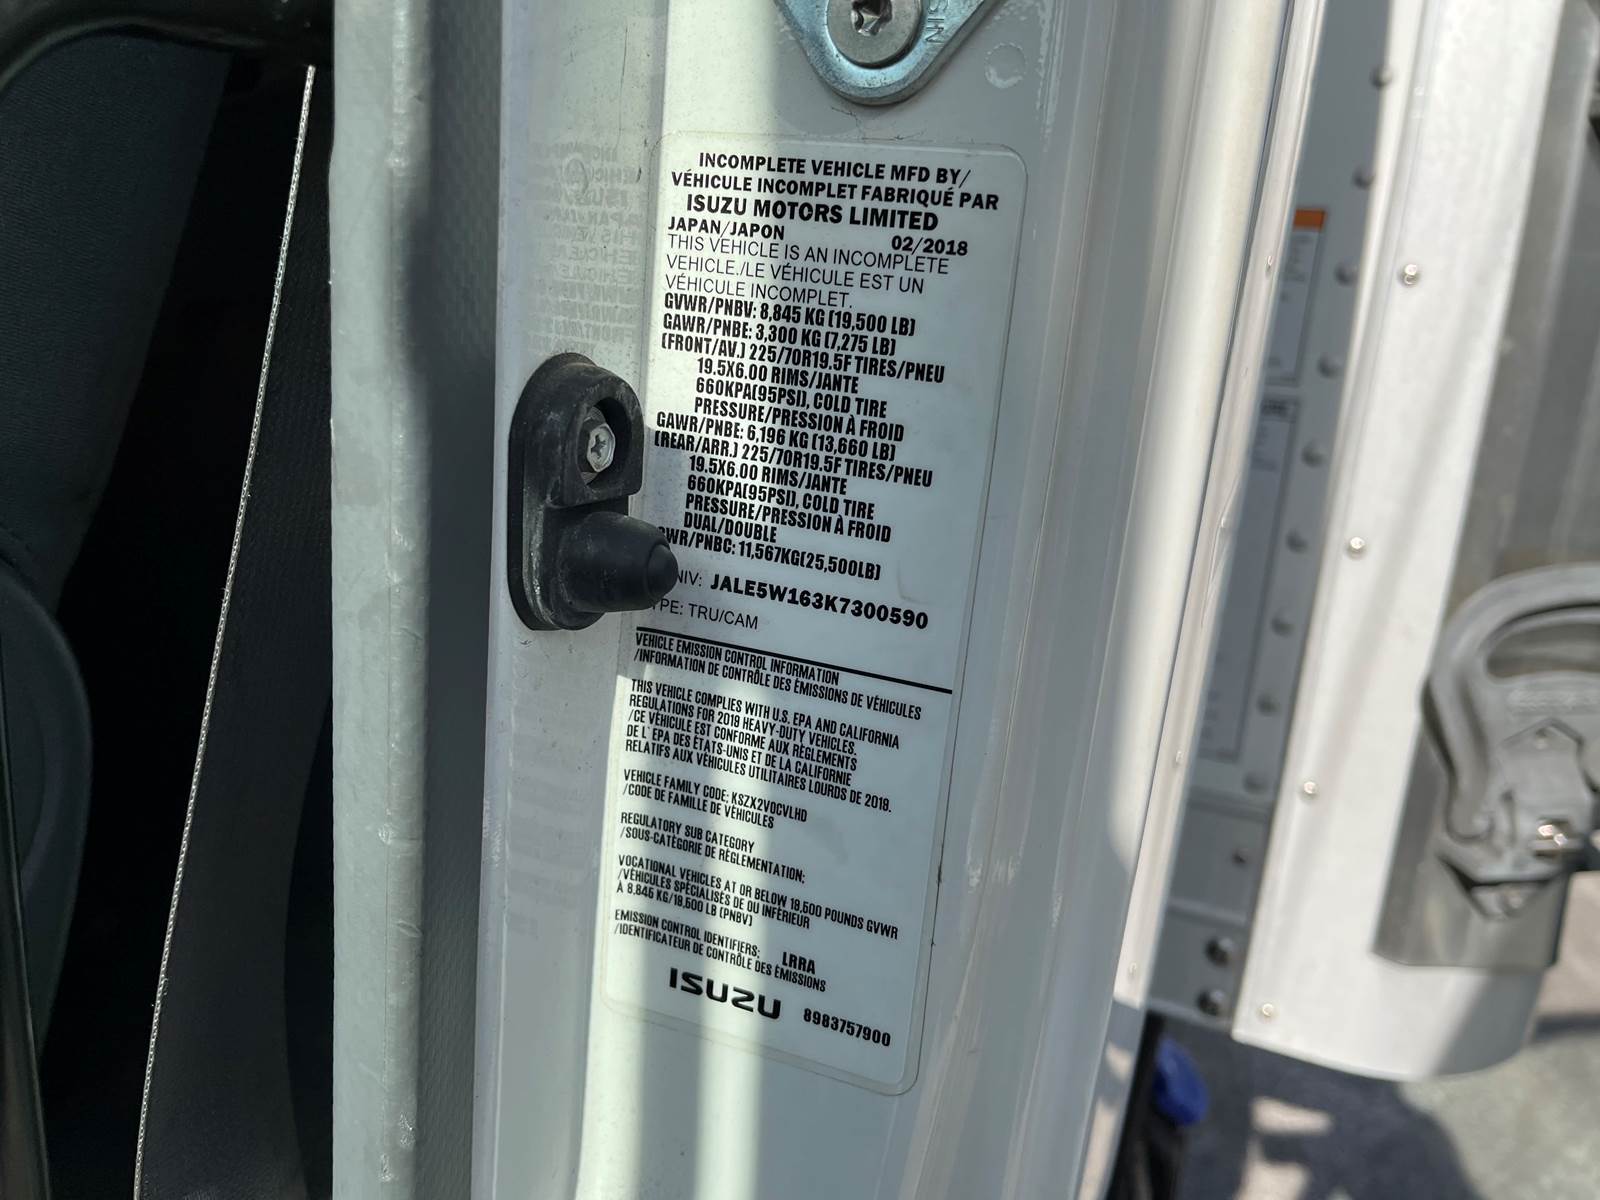 INCOMPLETE VEHICLE MFD BY/
VÉHICULE INCOMPLET FABRIQUÉ PAR
ISUZU MOTORS LIMITED
JAPAN/JAPON 02/2018
THIS VEHICLE IS AN INCOMPLETE
VEHICLE./LE VÉHICULE EST UN
VÉHICULE INCOMPLET.
GVWR/PNBV: 8,845 KG (19,500 LB)
GAWR/PNBE: 3,300 KG (7,275 LB)
(FRONT/AV.) 225/70R19.5F TIRES/PNEU
19.5X6.00 RIMS/JANTE
660KPA(95PSI), COLD TIRE
PRESSURE/PRESSION À FROID
GAWR/PNBE: 6,196 KG (13,660 LB)
(REAR/ARR.) 225/70R19.5F TIRES/PNEU
19.5X6.00 RIMS/JANTE
660KPA(95PSI), COLD TIRE
PRESSURE/PRESSION À FROID
DUAL/DOUBLE
WR/PNBC: 11,567KG(25,500LB)
NIV: JALE5W163K7300590
PE: TRU/CAM
VEHICLE EMISSION CONTROL INFORMATION
/INFORMATION DE CONTRÔLE DES ÉMISSIONS DE VÉHICULES
THIS VEHICLE COMPLIES WITH U.S. EPA AND CALIFORNIA
REGULATIONS FOR 2018 HEAVY-DUTY VEHICLES.
/CE VÉHICULE EST CONFORME AUX RÈGLEMENTS
DE L' EPA DES ÉTATS-UNIS ET DE LA CALIFORNIE
RELATIFS AUX VÉHICULES UTILITAIRES LOURDS DE 2018.
VEHICLE FAMILY CODE: KSZX2VOCVLHD
/CODE DE FAMILLE DE VÉHICULES
REGULATORY SUB CATEGORY
/SOUS-CATÉGORIE DE RÉGLEMENTATION:
VOCATIONAL VEHICLES AT OR BELOW 19,500 POUNDS GVWR
/VÉHICULES SPÉCIALISÉS DE OU INFÉRIEUR
À 8,845 KG/19,500 LB (PNBV)
EMISSION CONTROL IDENTIFIERS: LRRA
/IDENTIFICATEUR DE CONTRÔLE DES ÉMISSIONS
ISUZU 8983757900